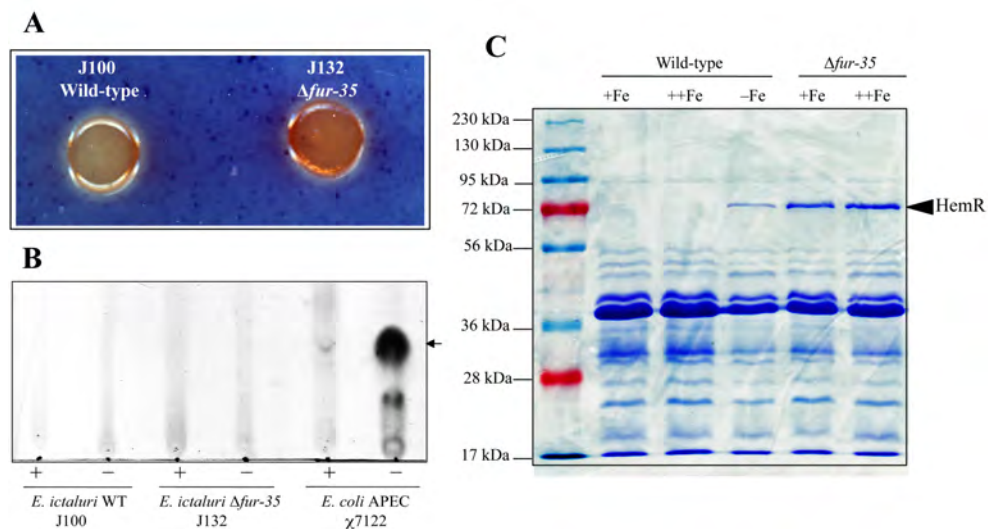 A
J100
Wild-type
J132
Δfur-35
B
+ − + − + −
E. ictaluri WT
J100
E. ictaluri Δfur-35
J132
E. coli APEC
χ7122
C
Wild-type
Δfur-35
+Fe ++Fe −Fe +Fe ++Fe
230 kDa
130 kDa
95 kDa
72 kDa
56 kDa
36 kDa
28 kDa
17 kDa
HemR